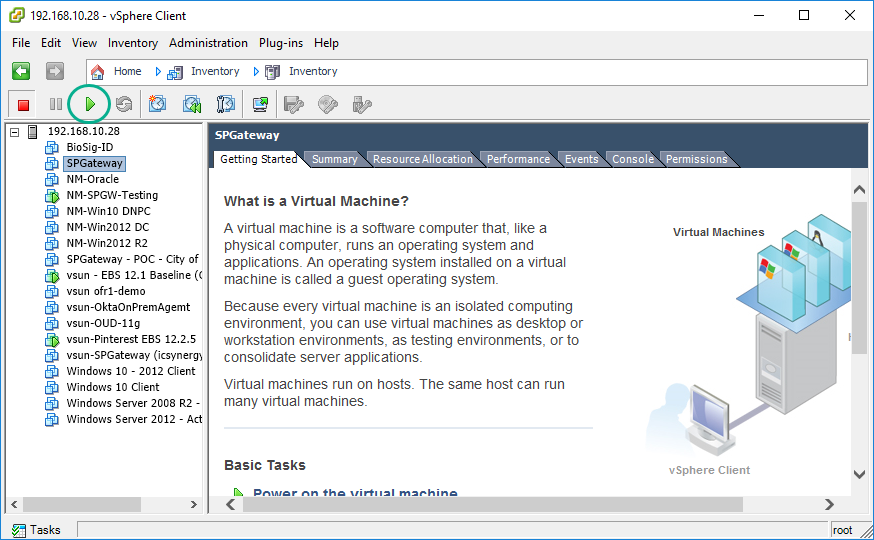 192.168.10.28 - vSphere Client
File Edit View Inventory Administration Plug-ins Help
Home Inventory Inventory
192.168.10.28
BioSig-ID
SPGateway
NM-Oracle
NM-SPGW-Testing
NM-Win10 DNPC
NM-Win2012 DC
NM-Win2012 R2
SPGateway - POC - City of
vsun - EBS 12.1 Baseline (
vsun ofr1-demo
vsun-OktaOnPremAgemt
vsun-OUD-11g
vsun-Pinterest EBS 12.2.5
vsun-SPGateway (icsynergy
Windows 10 - 2012 Client
Windows 10 Client
Windows Server 2008 R2 -
Windows Server 2012 - Act
SPGateway
Getting Started Summary Resource Allocation Performance Events Console Permissions
What is a Virtual Machine?
A virtual machine is a software computer that, like a
physical computer, runs an operating system and
applications. An operating system installed on a virtual
machine is called a guest operating system.
Because every virtual machine is an isolated computing
environment, you can use virtual machines as desktop or
workstation environments, as testing environments, or to
consolidate server applications.
Virtual machines run on hosts. The same host can run
many virtual machines.
Basic Tasks
Power on the virtual machine
Virtual Machines
vSphere Client
Tasks
root